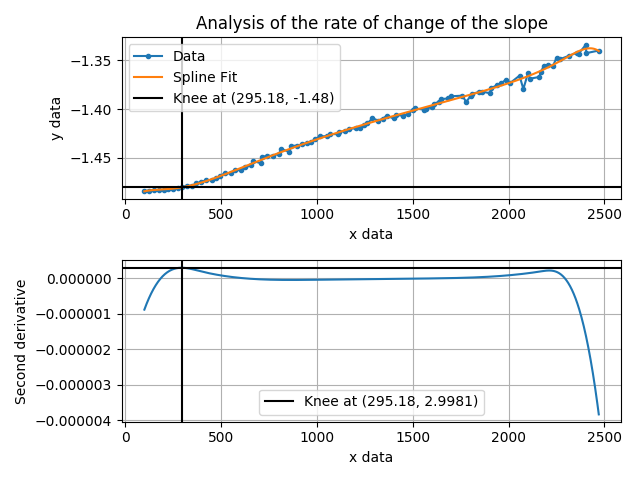 Analysis of the rate of change of the slope
Data
Spline Fit
Knee at (295.18, -1.48)
−1.35
−1.40
−1.45
y data
0
500
1000
1500
2000
2500
x data
0.000000
−0.000001
−0.000002
−0.000003
−0.000004
Second derivative
Knee at (295.18, 2.9981)
0
500
1000
1500
2000
2500
x data